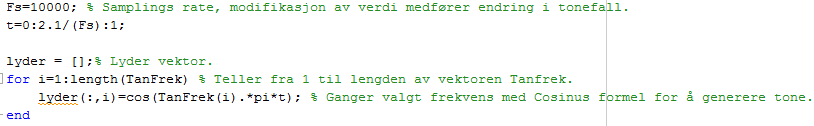 Fs=10000; % Samplings rate, modifikasjon av verdi medfører endring i tonefall.
t=0:2.1/(Fs):1;
lyder = [];% Lyder vektor.
for i=1:length(TanFrek) % Teller fra 1 til lengden av vektoren Tanfrek.
lyder(:,i)=cos(TanFrek(i).*pi*t); % Ganger valgt frekvens med Cosinus formel for å generere tone.
end